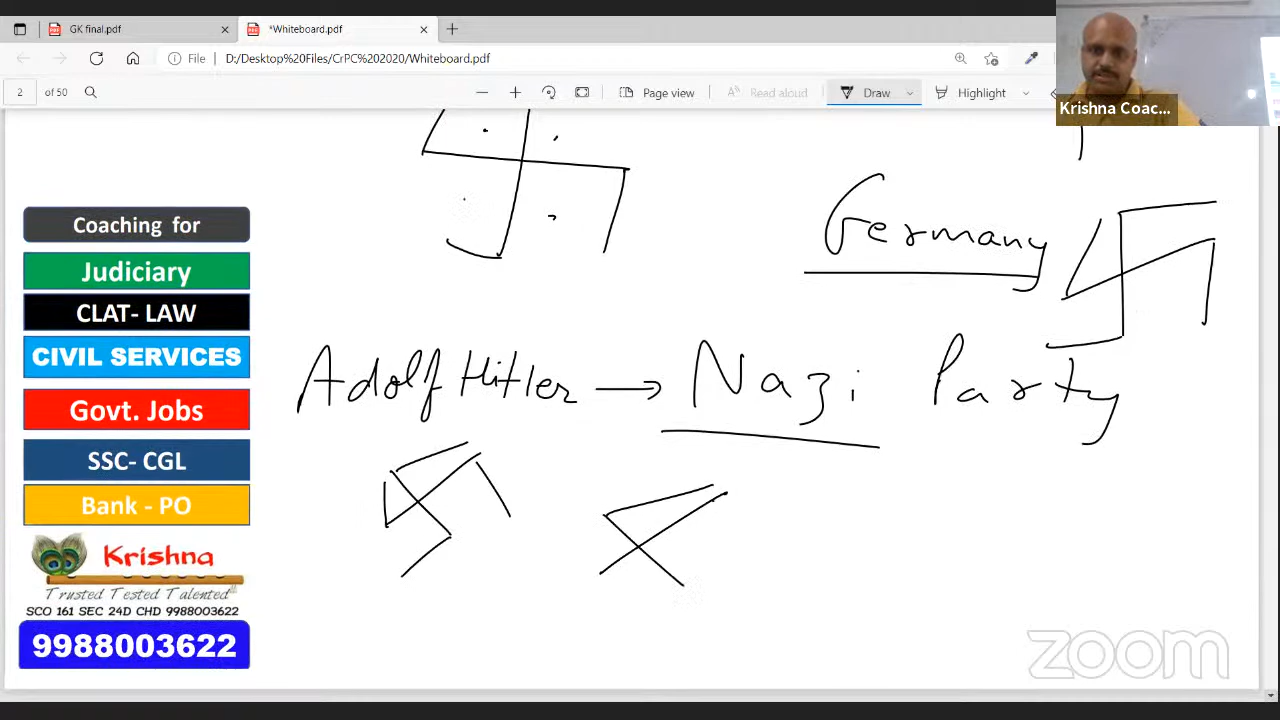 GK final.pdf
*Whiteboard.pdf
File
D:/Desktop%20Files/CrPC%202020/Whiteboard.pdf
2 of 50
Page view
Read aloud
Draw
Highlight
Krishna Coac...
Germany
Adolf Hitler → Nazi Party
Coaching for
Judiciary
CLAT- LAW
CIVIL SERVICES
Govt. Jobs
SSC- CGL
Bank - PO
Krishna
Trusted Tested Talented
SCO 161 SEC 24D CHD 9988003622
9988003622
zoom